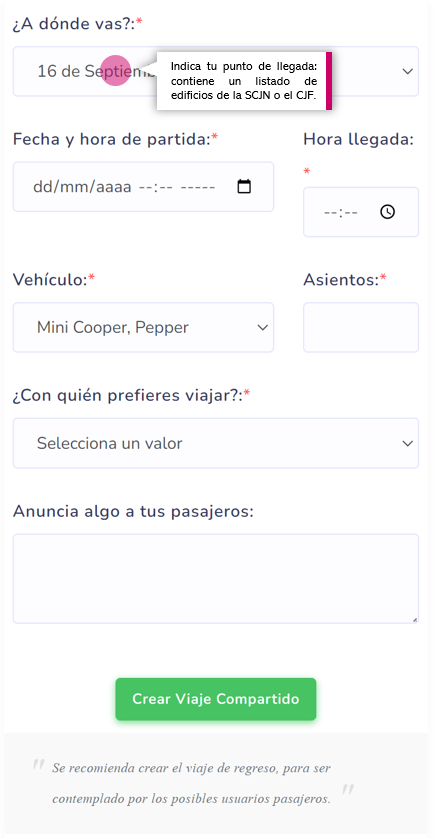 ¿A dónde vas?:*
16 de Septiemb
Indica tu punto de llegada:
contiene un listado de
edificios de la SCJN o el CJF.
Fecha y hora de partida:*
Hora llegada:
*
dd/mm/aaaa --:-- -----
--:--
Vehículo:*
Asientos:*
Mini Cooper, Pepper
¿Con quién prefieres viajar?:*
Selecciona un valor
Anuncia algo a tus pasajeros:
Crear Viaje Compartido
" Se recomienda crear el viaje de regreso, para ser
contemplado por los posibles usuarios pasajeros. "